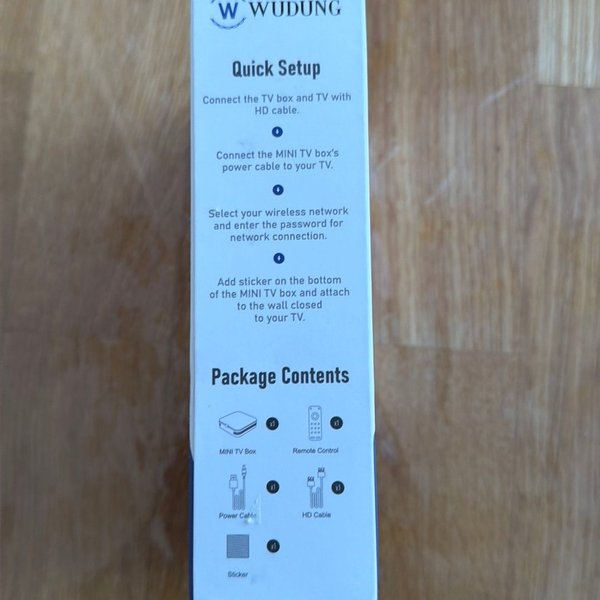 W WUDUNG
Quick Setup
Connect the TV box and TV with
HD cable.
Connect the MINI TV box's
power cable to your TV.
Select your wireless network
and enter the password for
network connection.
Add sticker on the bottom
of the MINI TV box and attach
to the wall closed
to your TV.
Package Contents
x1 x1
MINI TV Box Remote Control
x1 x1
Power Cable HD Cable
x1
Sticker